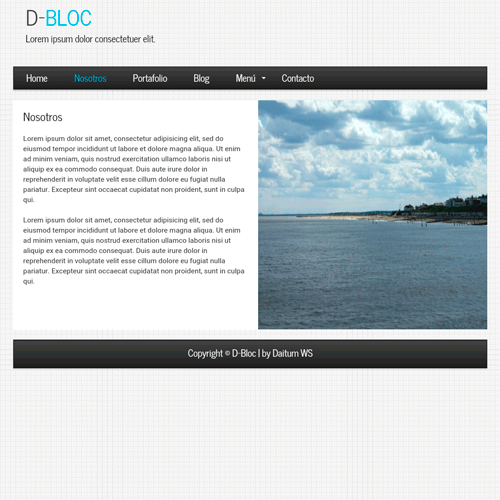 D-BLOC
Lorem ipsum dolor consectetuer elit.
Home Nosotros Portafolio Blog Menú Contacto
Nosotros
Lorem ipsum dolor sit amet, consectetur adipisicing elit, sed do
eiusmod tempor incididunt ut labore et dolore magna aliqua. Ut enim
ad minim veniam, quis nostrud exercitation ullamco laboris nisi ut
aliquip ex ea commodo consequat. Duis aute irure dolor in
reprehenderit in voluptate velit esse cillum dolore eu fugiat nulla
pariatur. Excepteur sint occaecat cupidatat non proident, sunt in culpa
qui.
Lorem ipsum dolor sit amet, consectetur adipisicing elit, sed do
eiusmod tempor incididunt ut labore et dolore magna aliqua. Ut enim
ad minim veniam, quis nostrud exercitation ullamco laboris nisi ut
aliquip ex ea commodo consequat. Duis aute irure dolor in
reprehenderit in voluptate velit esse cillum dolore eu fugiat nulla
pariatur. Excepteur sint occaecat cupidatat non proident, sunt in culpa
qui.
Copyright © D-Bloc | by Daitum WS